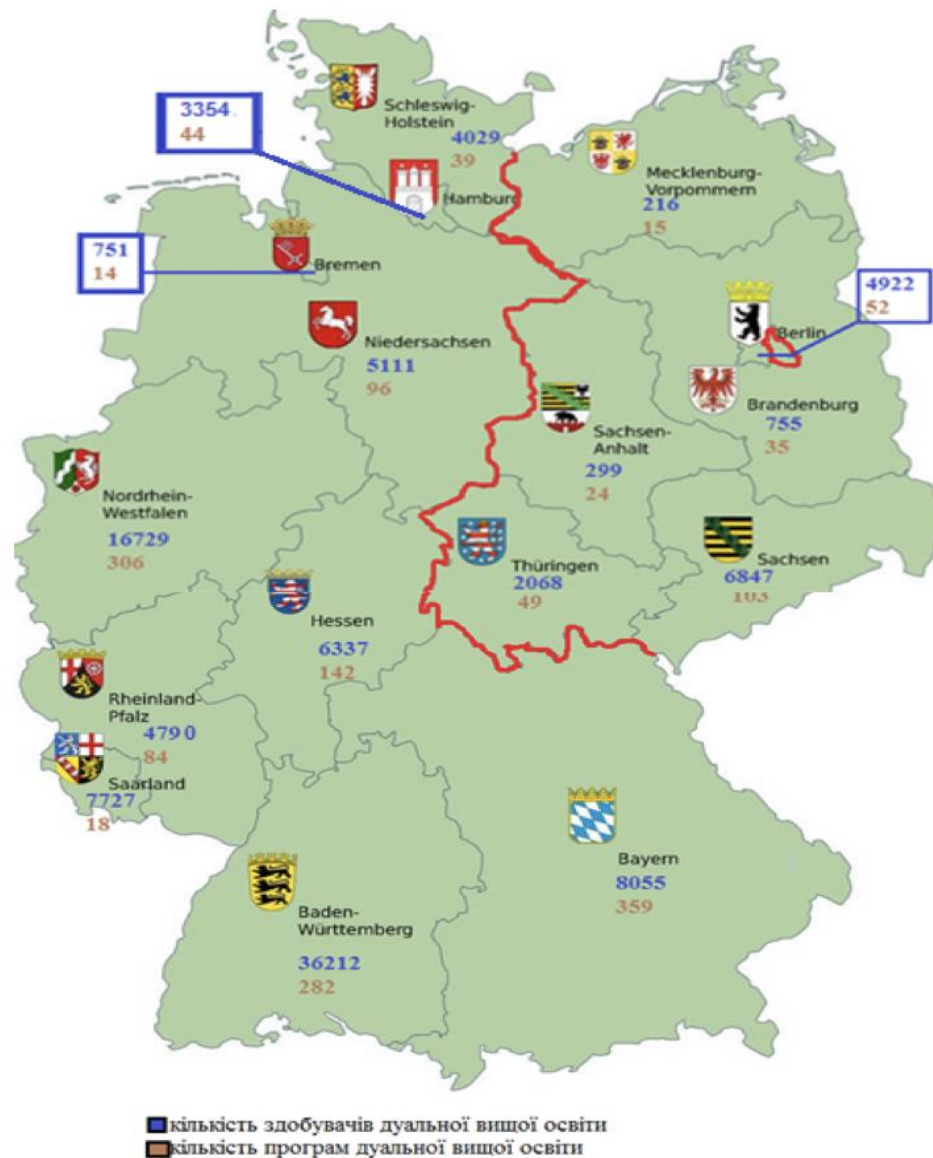 3354
44
Schleswig-
Holstein
4029
39
Hamburg
Mecklenburg-
Vorpommern
216
15
751
14
Bremen
4922
52
Berlin
Niedersachsen
5111
96
Brandenburg
755
35
Sachsen-
Anhalt
299
24
Nordrhein-
Westfalen
16729
306
Thüringen
2068
49
Sachsen
6847
103
Hessen
6337
142
Rheinland-
Pfalz
4790
84
Saarland
7727
18
Bayern
8055
359
Baden-
Württemberg
36212
282
кількість здобувачів дуальної вищої освіти
кількість програм дуальної вищої освіти